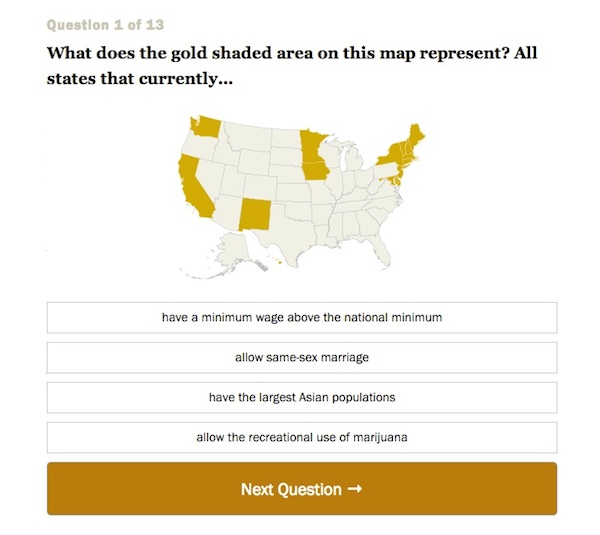 Question 1 of 13
What does the gold shaded area on this map represent? All
states that currently...
have a minimum wage above the national minimum
allow same-sex marriage
have the largest Asian populations
allow the recreational use of marijuana
Next Question →